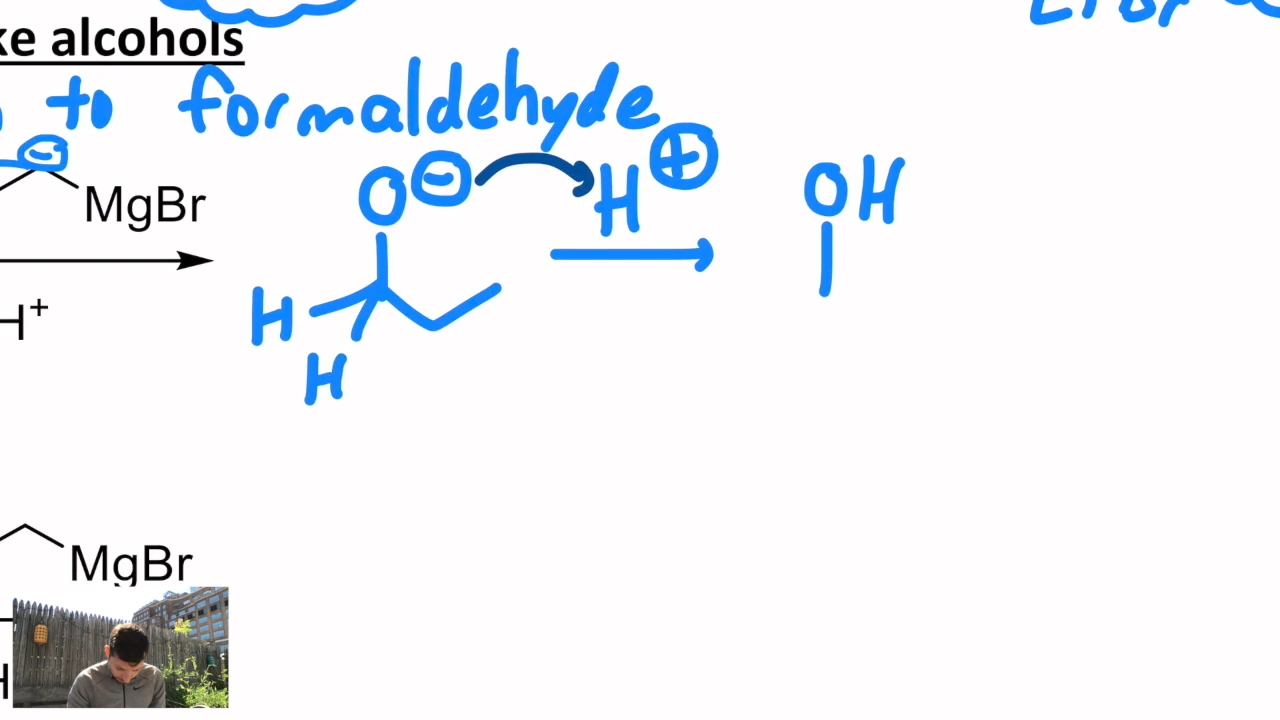 ke alcohols
to formaldehyde
⊖
MgBr
O ⊖ H ⊕ OH
H
H
H+
MgBr
H